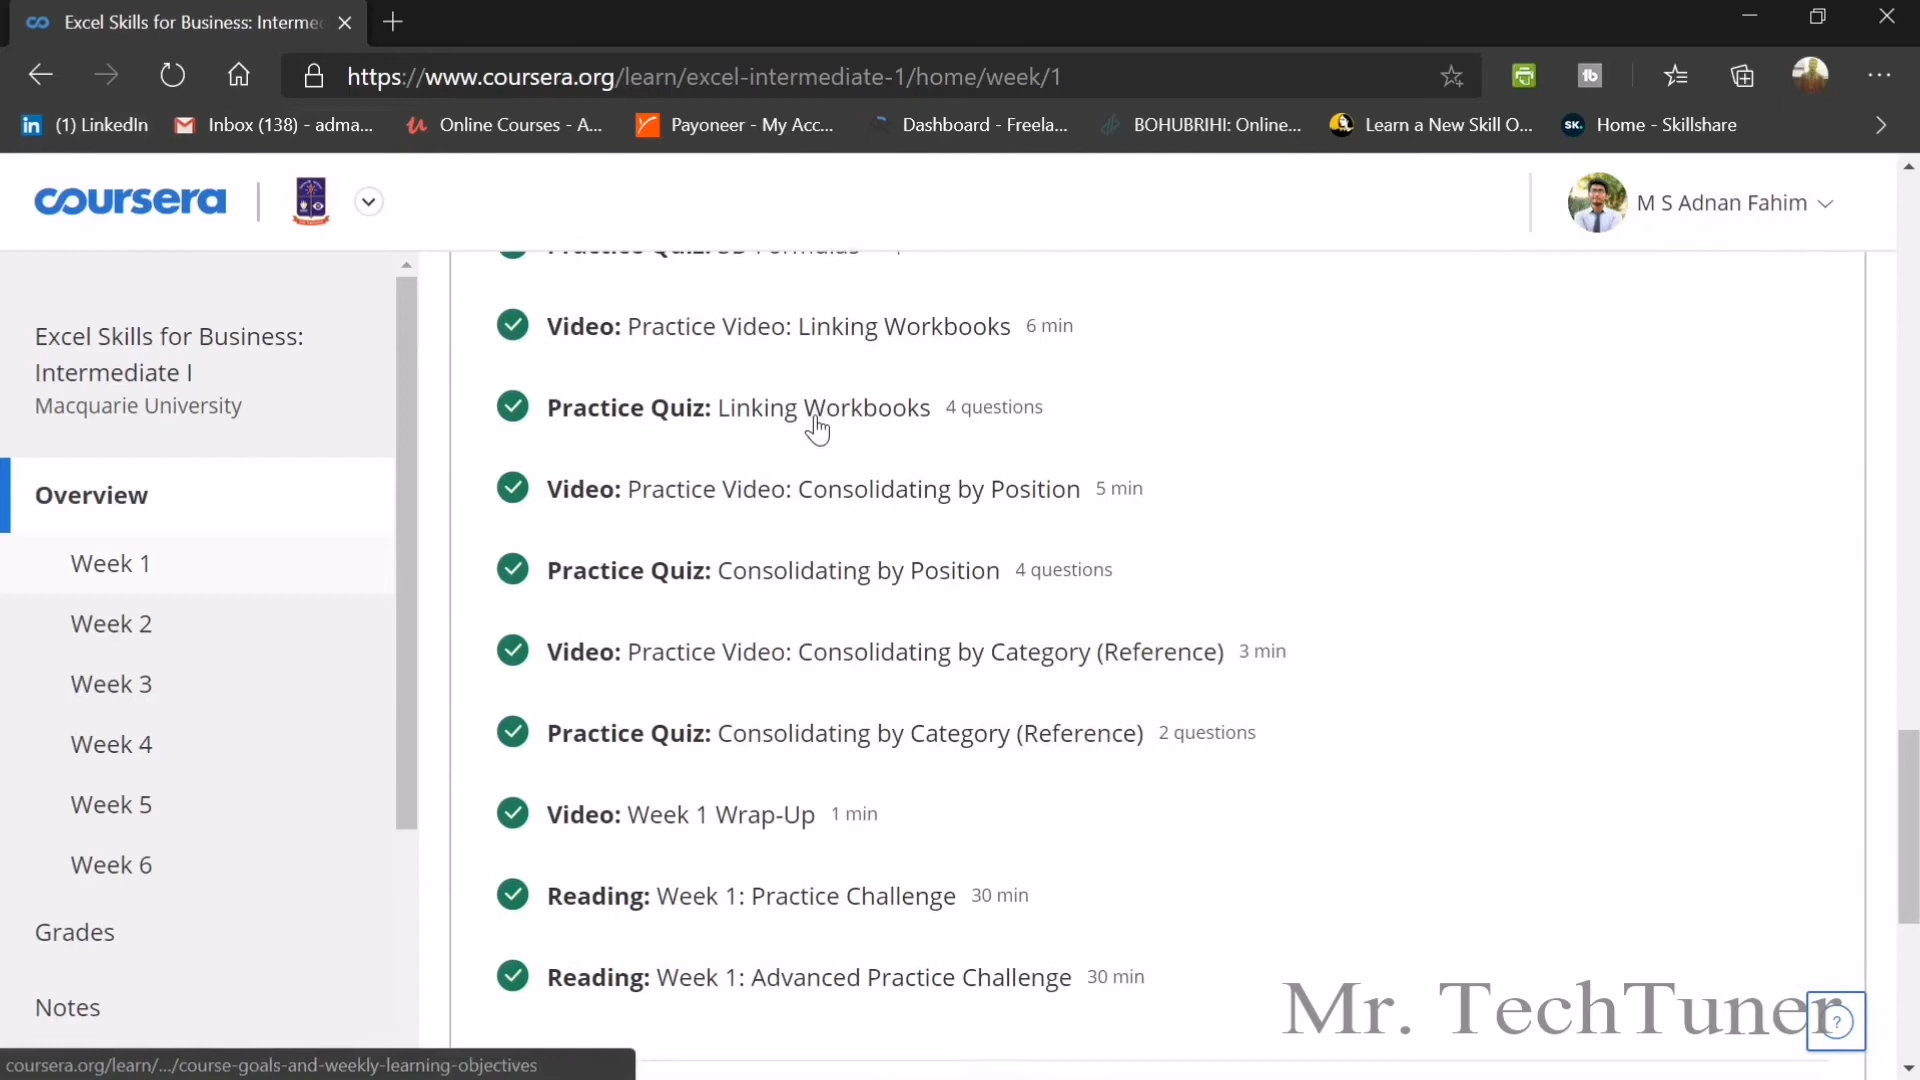 Excel Skills for Business: Interme
https://www.coursera.org/learn/excel-intermediate-1/home/week/1
(1) LinkedIn
Inbox (138) - adma...
Online Courses - A...
Payoneer - My Acc...
Dashboard - Freela...
BOHUBRIHI: Online...
Learn a New Skill O...
SK. Home - Skillshare
coursera
M S Adnan Fahim
Excel Skills for Business:
Intermediate I
Macquarie University
Overview
Week 1
Week 2
Week 3
Week 4
Week 5
Week 6
Grades
Notes
Practice Quiz: 3D Formulas
Video: Practice Video: Linking Workbooks 6 min
Practice Quiz: Linking Workbooks 4 questions
Video: Practice Video: Consolidating by Position 5 min
Practice Quiz: Consolidating by Position 4 questions
Video: Practice Video: Consolidating by Category (Reference) 3 min
Practice Quiz: Consolidating by Category (Reference) 2 questions
Video: Week 1 Wrap-Up 1 min
Reading: Week 1: Practice Challenge 30 min
Reading: Week 1: Advanced Practice Challenge 30 min
Mr. TechTuner
?
coursera.org/learn/.../course-goals-and-weekly-learning-objectives